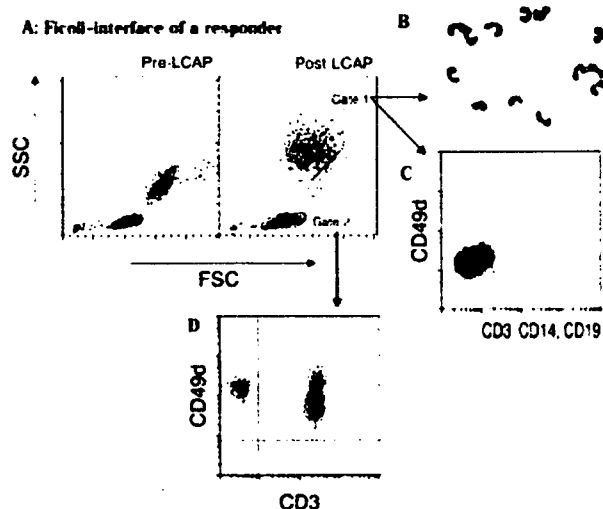 A: Ficoll-interface of a responder
B
Pre-LCAP
Post LCAP
Gate 1
SSC
Gate 2
FSC
C
CD49d
CD3 CD14, CD19
D
CD49d
CD3